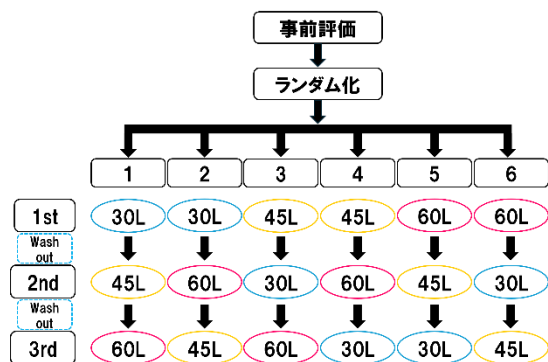 事前評価
ランダム化
1 2 3 4 5 6
1st 30L 30L 45L 45L 60L 60L
Wash
out
2nd 45L 60L 30L 60L 45L 30L
Wash
out
3rd 60L 45L 60L 30L 30L 45L